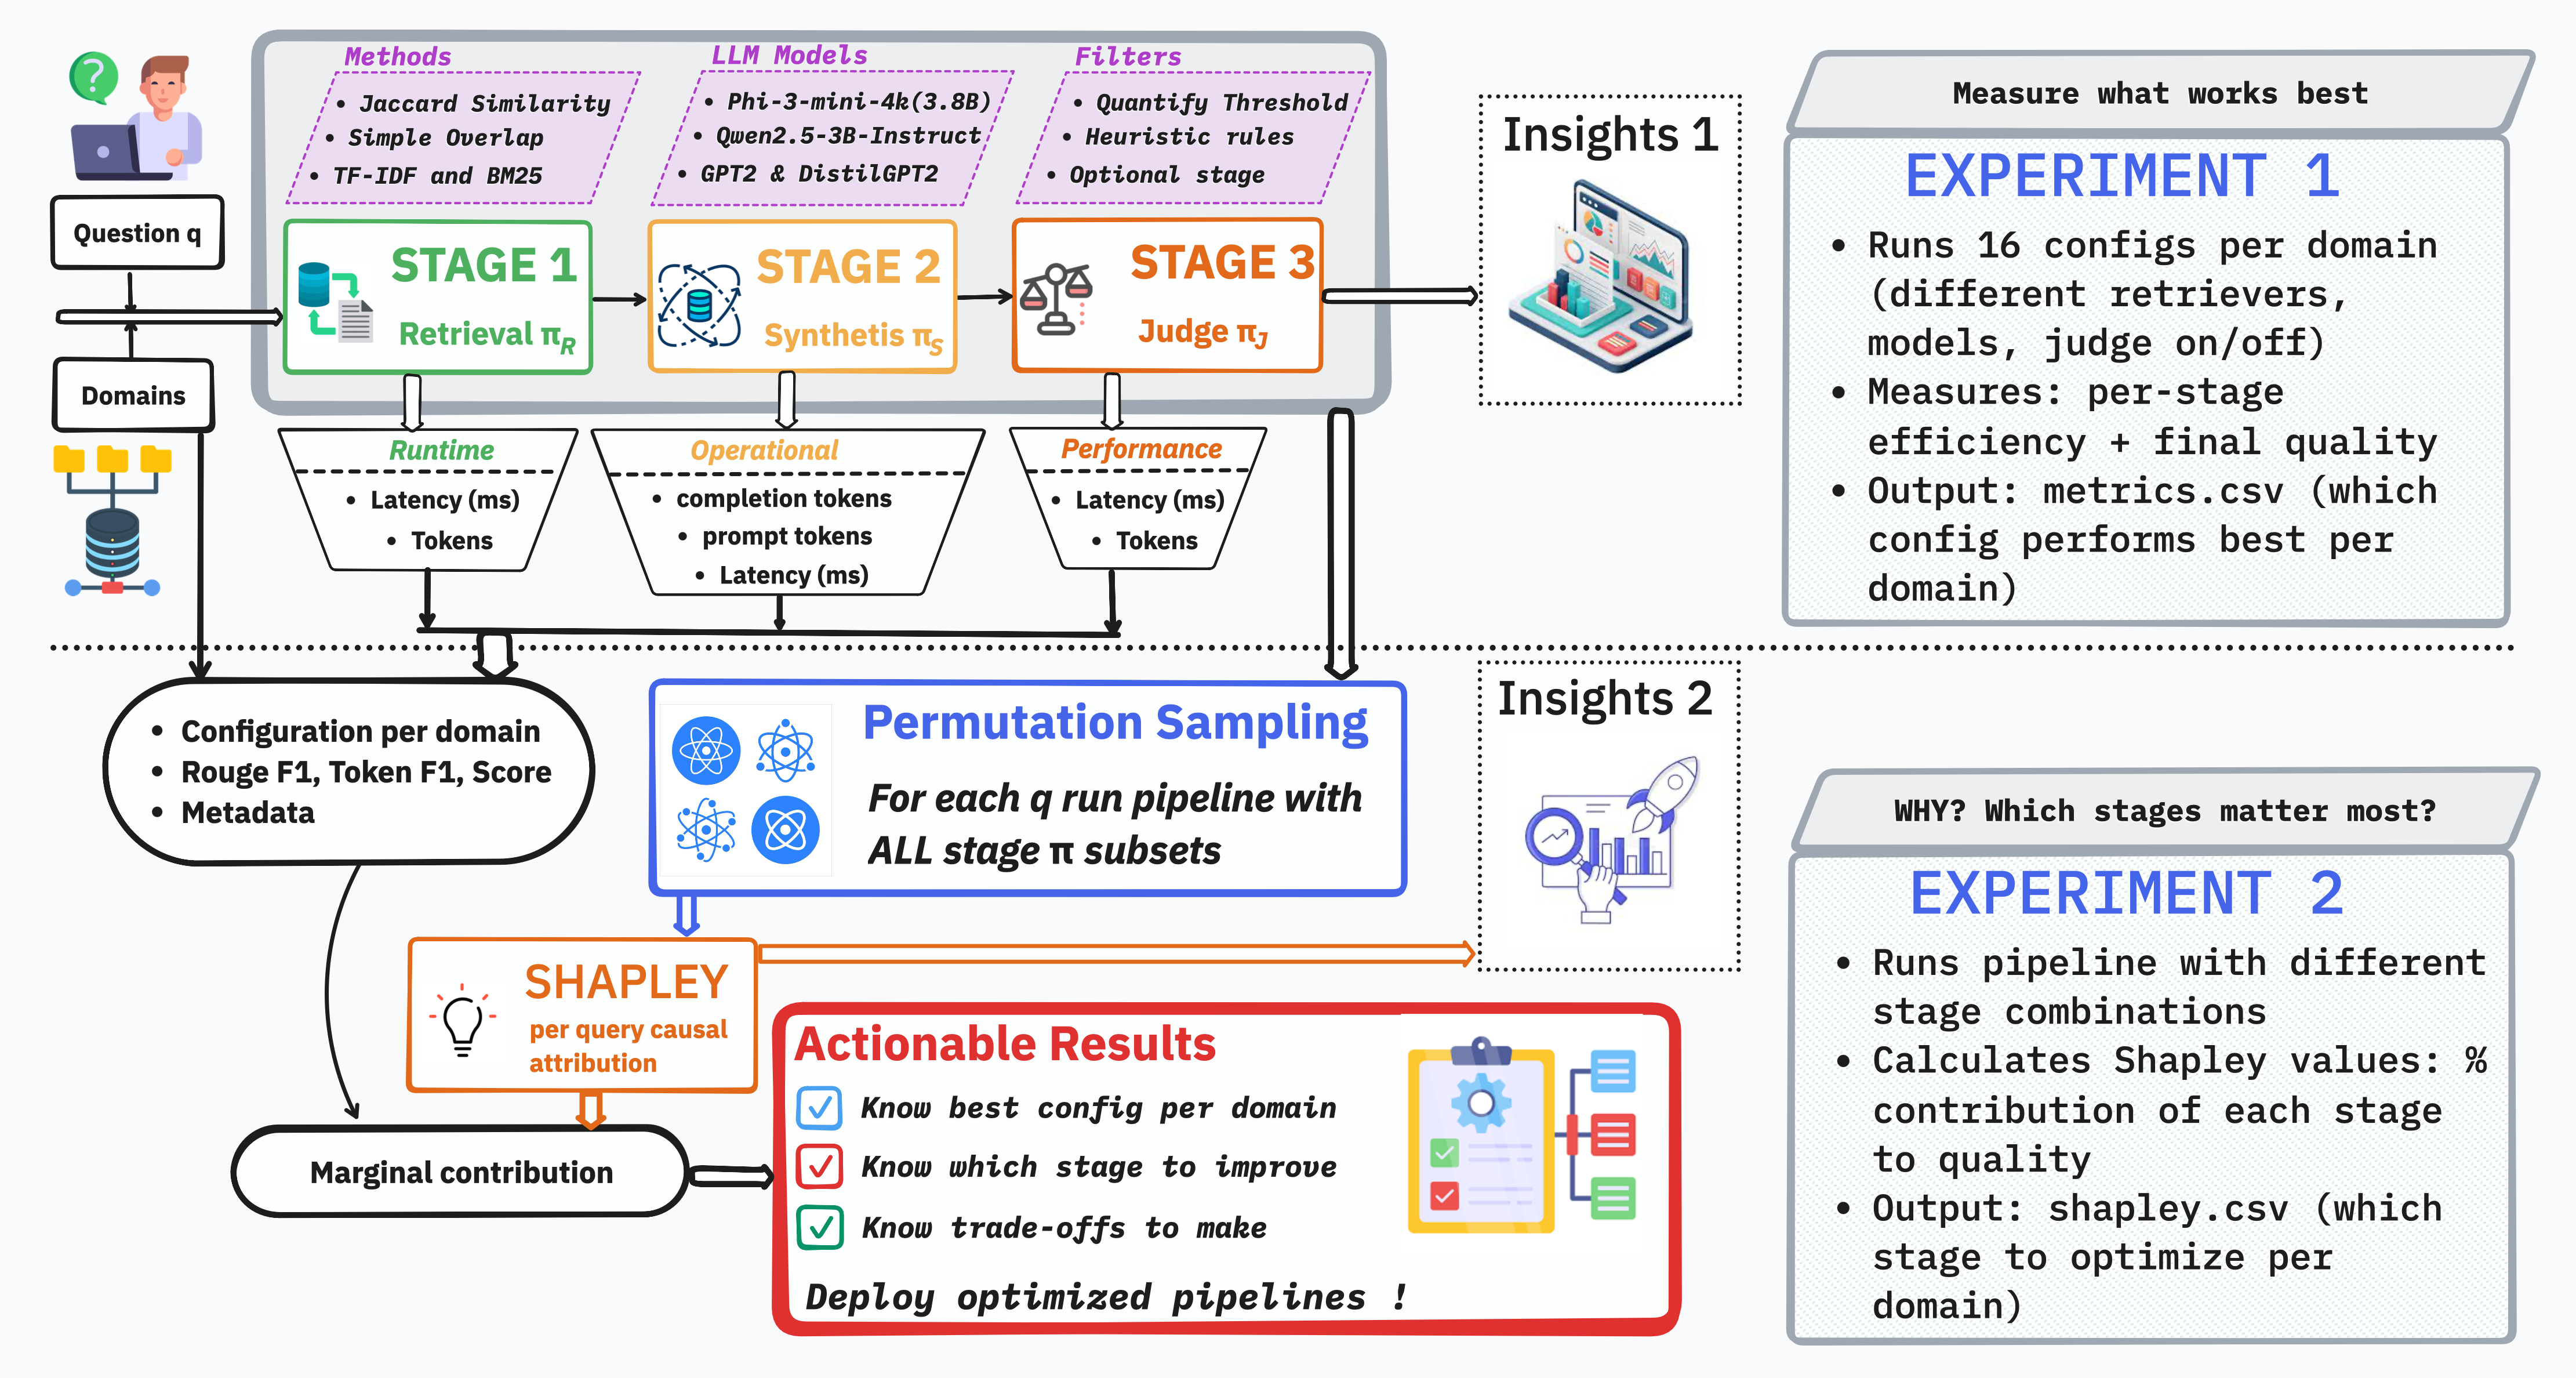 Methods
• Jaccard Similarity
• Simple Overlap
• TF-IDF and BM25
LLM Models
• Phi-3-mini-4k(3.8B)
• Qwen2.5-3B-Instruct
• GPT2 & DistilGPT2
Filters
• Quantify Threshold
• Heuristic rules
• Optional stage
?
Question q
Domains
STAGE 1
Retrieval πR
STAGE 2
Synthetis πS
STAGE 3
Judge πJ
Insights 1
Runtime
• Latency (ms)
• Tokens
Operational
• completion tokens
• prompt tokens
• Latency (ms)
Performance
• Latency (ms)
• Tokens
Measure what works best
EXPERIMENT 1
• Runs 16 configs per domain
(different retrievers,
models, judge on/off)
• Measures: per-stage
efficiency + final quality
• Output: metrics.csv (which
config performs best per
domain)
• Configuration per domain
• Rouge F1, Token F1, Score
• Metadata
Permutation Sampling
For each q run pipeline with
ALL stage π subsets
Insights 2
SHAPLEY
per query causal
attribution
Marginal contribution
Actionable Results
Know best config per domain
Know which stage to improve
Know trade-offs to make
Deploy optimized pipelines !
WHY? Which stages matter most?
EXPERIMENT 2
• Runs pipeline with different
stage combinations
• Calculates Shapley values: %
contribution of each stage
to quality
• Output: shapley.csv (which
stage to optimize per
domain)